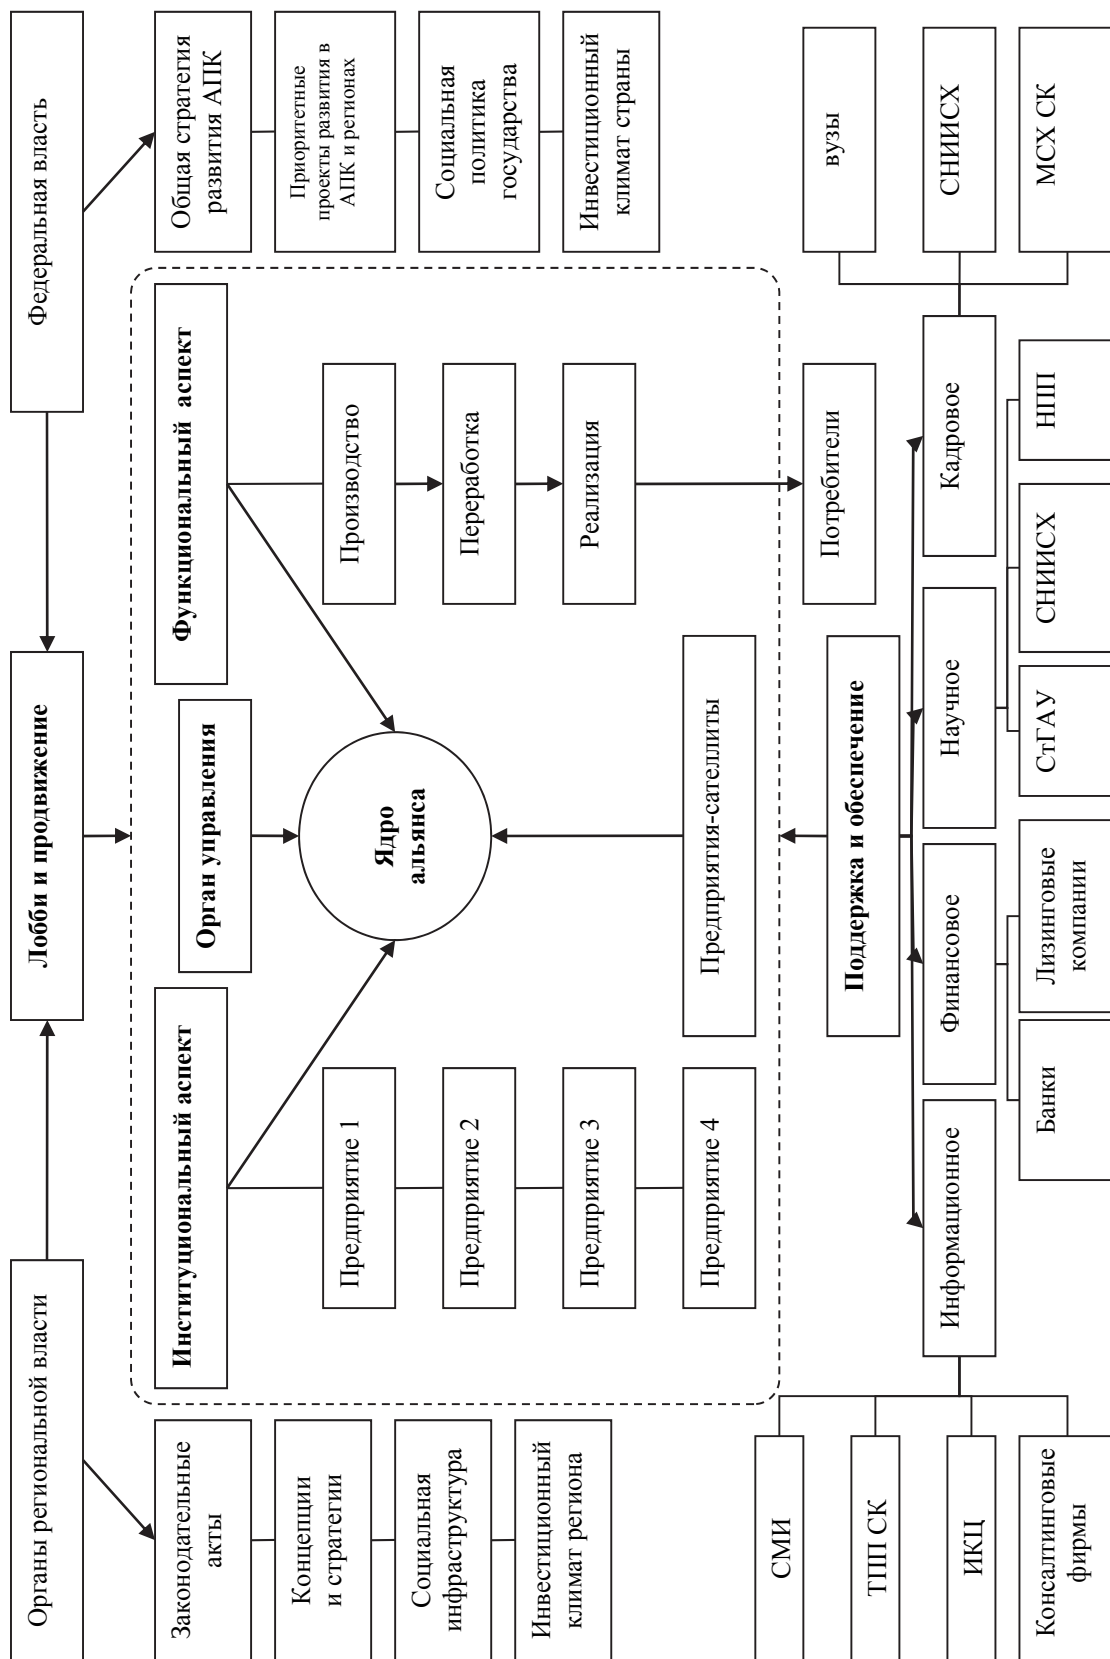 Органы региональной власти
Лобби и продвижение
Федеральная власть
Законодательные
акты
Концепции
и стратегии
Социальная
инфраструктура
Инвестиционный
климат региона
Институциональный аспект
Предприятие 1
Предприятие 2
Предприятие 3
Предприятие 4
Орган управления
Ядро
альянса
Предприятия-сателлиты
Функциональный аспект
Производство
Переработка
Реализация
Потребители
Общая стратегия
развития АПК
Приоритетные
проекты развития в
АПК и регионах
Социальная
политика
государства
Инвестиционный
климат страны
Поддержка и обеспечение
Информационное
Финансовое
Научное
Кадровое
СМИ
ТПП СК
ИКЦ
Консалтинговые
фирмы
Банки
Лизинговые
компании
СтГАУ
СНИИСХ
НПП
вузы
СНИИСХ
МСХ СК